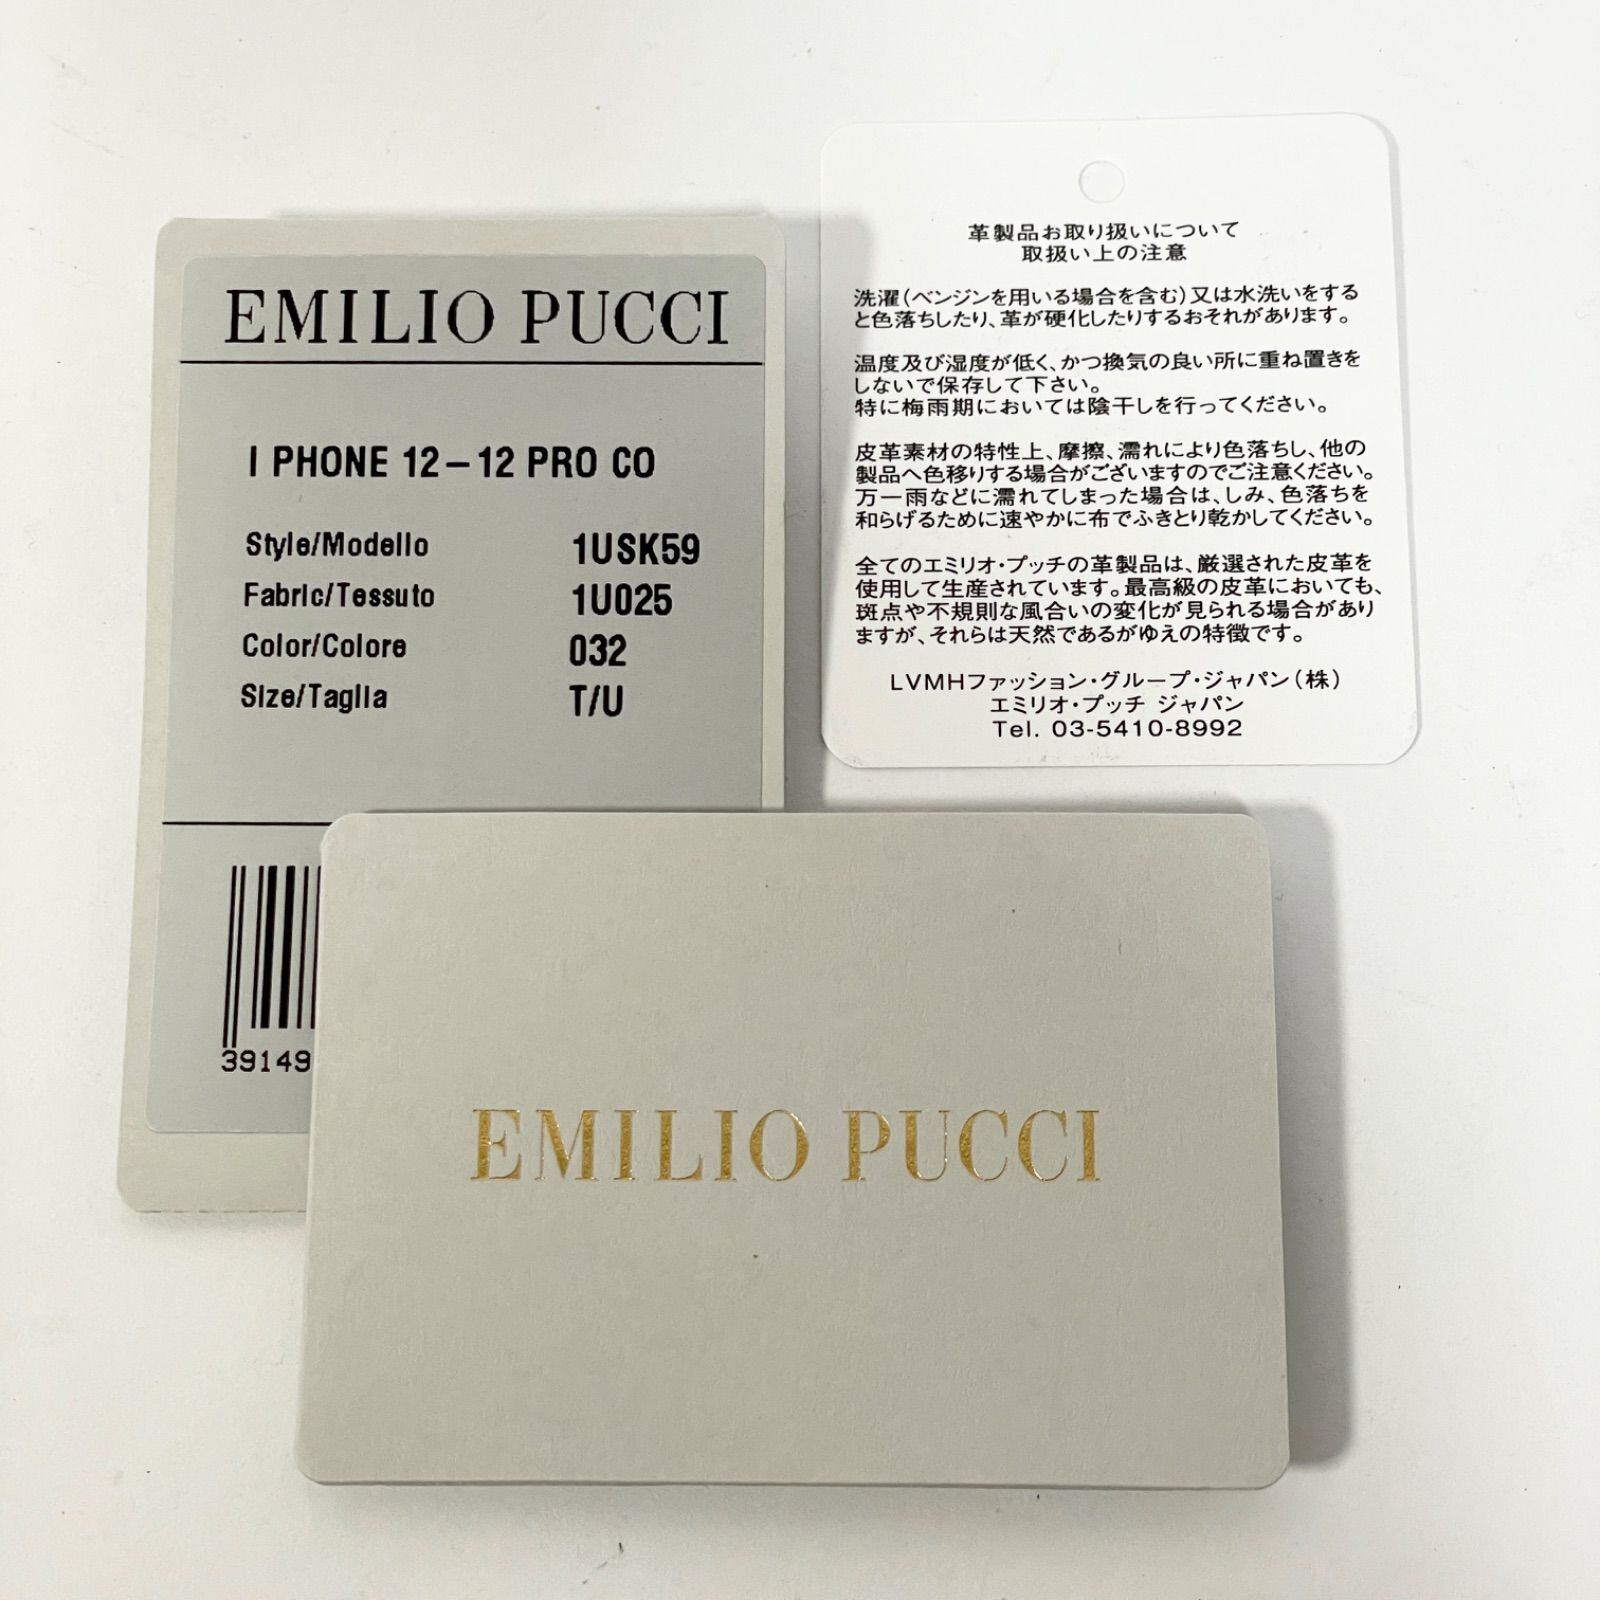 EMILIO PUCCI
I PHONE 12-12 PRO CO
Style/Modello 1USK59
Fabric/Tessuto 1U025
Color/Colore 032
Size/Taglia T/U
39149
革製品お取り扱いについて
取扱い上の注意
洗濯(ベンジンを用いる場合を含む)又は水洗いをする
と色落ちしたり、革が硬化したりするおそれがあります。
温度及び湿度が低く、かつ換気の良い所に重ね置きを
しないで保存して下さい。
特に梅雨期においては陰干しを行ってください。
皮革素材の特性上、摩擦、濡れにより色落ちし、他の
製品へ色移りする場合がございますのでご注意ください。
万一雨などに濡れてしまった場合は、しみ、色落ちを
和らげるために速やかに布でふきとり乾かしてください。
全てのエミリオ・プッチの革製品は、厳選された皮革を
使用して生産されています。最高級の皮革においても、
斑点や不規則な風合いの変化が見られる場合があり
ますが、それらは天然であるがゆえの特徴です。
LVMHファッション・グループ・ジャパン(株)
エミリオ・プッチ ジャパン
Tel. 03-5410-8992
EMILIO PUCCI